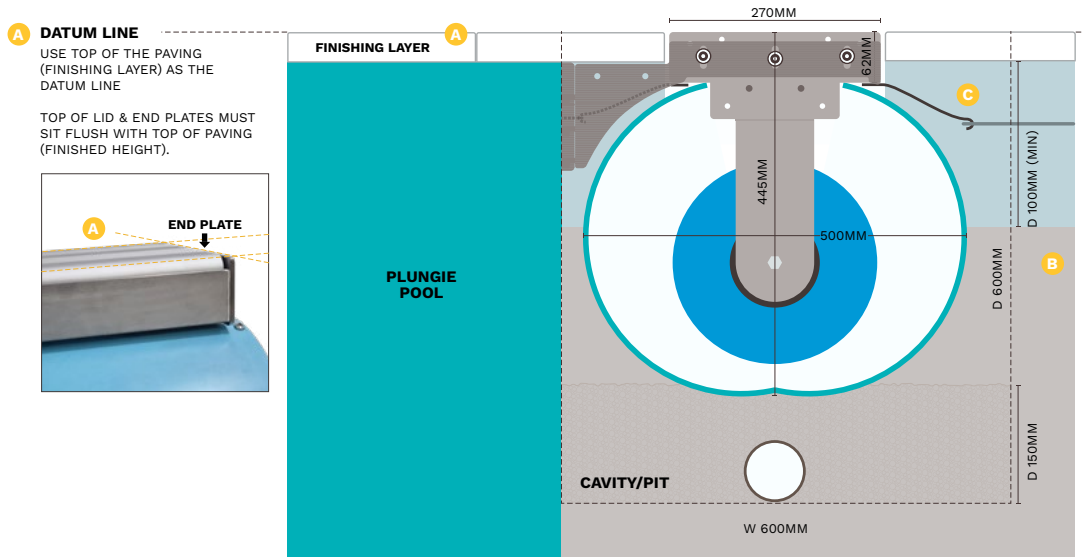 A DATUM LINE
USE TOP OF THE PAVING
(FINISHING LAYER) AS THE
DATUM LINE
TOP OF LID & END PLATES MUST
SIT FLUSH WITH TOP OF PAVING
(FINISHED HEIGHT).
A
END PLATE
FINISHING LAYER
A
270MM
62MM
C
445MM
500MM
D 100MM (MIN)
B
D 600MM
PLUNGIE
POOL
D 150MM
CAVITY/PIT
W 600MM